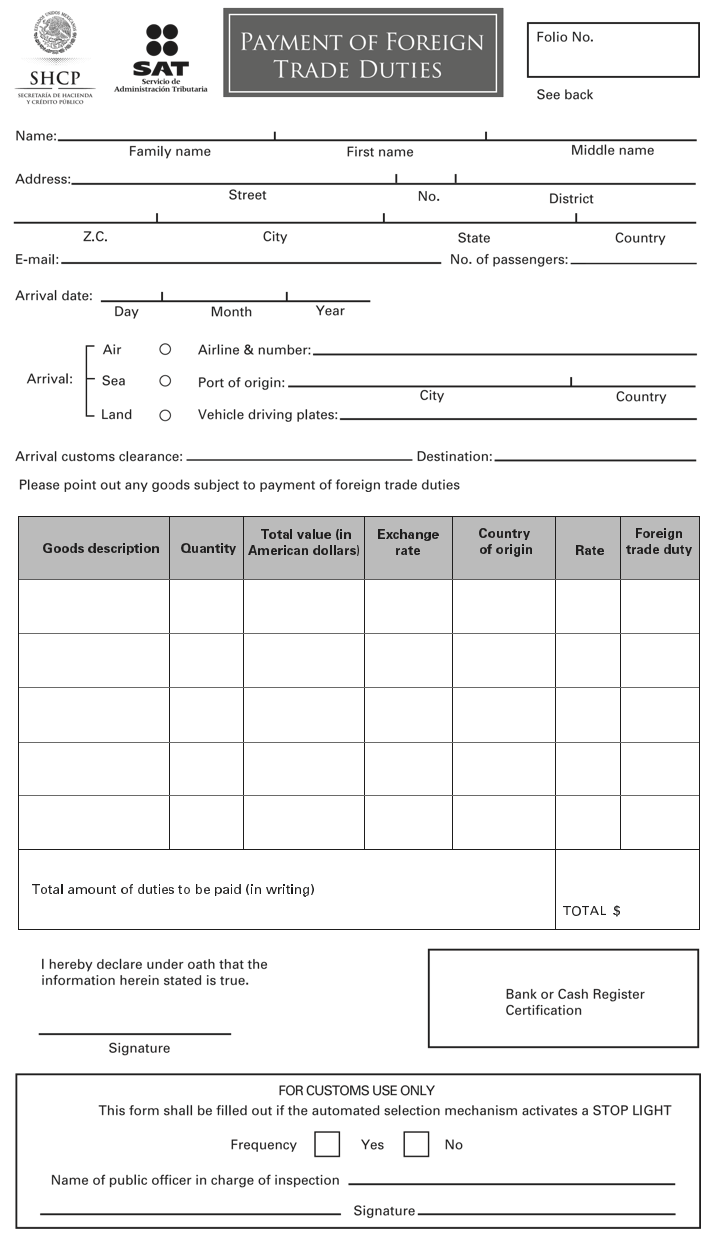 ESTADOS UNIDOS MEXICANOS
SHCP
SECRETARÍA DE HACIENDA
Y CRÉDITO PÚBLICO
SAT
Servicio de
Administración Tributaria
PAYMENT OF FOREIGN
TRADE DUTIES
Folio No.
See back
Name:
Family name First name Middle name
Address:
Street No. District
Z.C. City State Country
E-mail: No. of passengers:
Arrival date:
Day Month Year
Arrival:
Air Airline & number:
Sea Port of origin:
City Country
Land Vehicle driving plates:
Arrival customs clearance: Destination:
Please point out any goods subject to payment of foreign trade duties
Goods description Quantity Total value (in American dollars) Exchange rate Country of origin Rate Foreign trade duty
Total amount of duties to be paid (in writing)
TOTAL $
I hereby declare under oath that the
information herein stated is true.
Signature
Bank or Cash Register
Certification
FOR CUSTOMS USE ONLY
This form shall be filled out if the automated selection mechanism activates a STOP LIGHT
Frequency Yes No
Name of public officer in charge of inspection
Signature